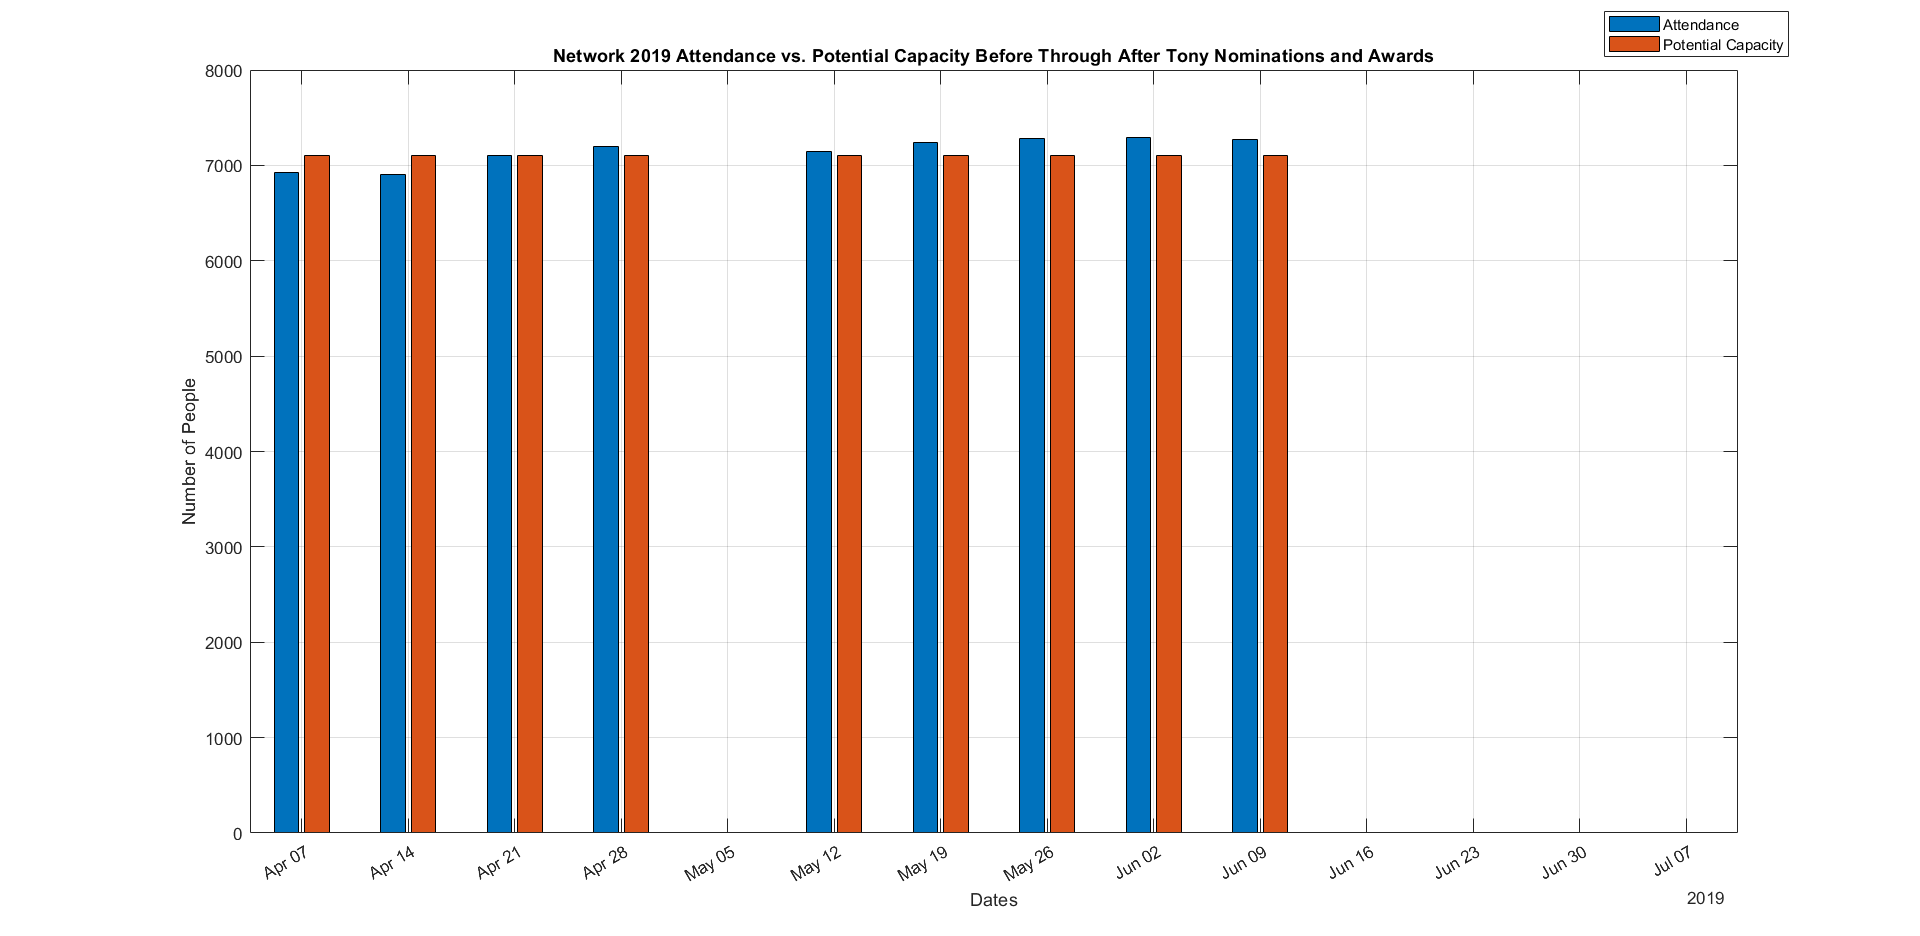 Attendance
Potential Capacity
Network 2019 Attendance vs. Potential Capacity Before Through After Tony Nominations and Awards
8000
7000
6000
5000
4000
3000
2000
1000
0
Number of People
Apr 07
Apr 14
Apr 21
Apr 28
May 05
May 12
May 19
May 26
Jun 02
Jun 09
Jun 16
Jun 23
Jun 30
Jul 07
Dates
2019